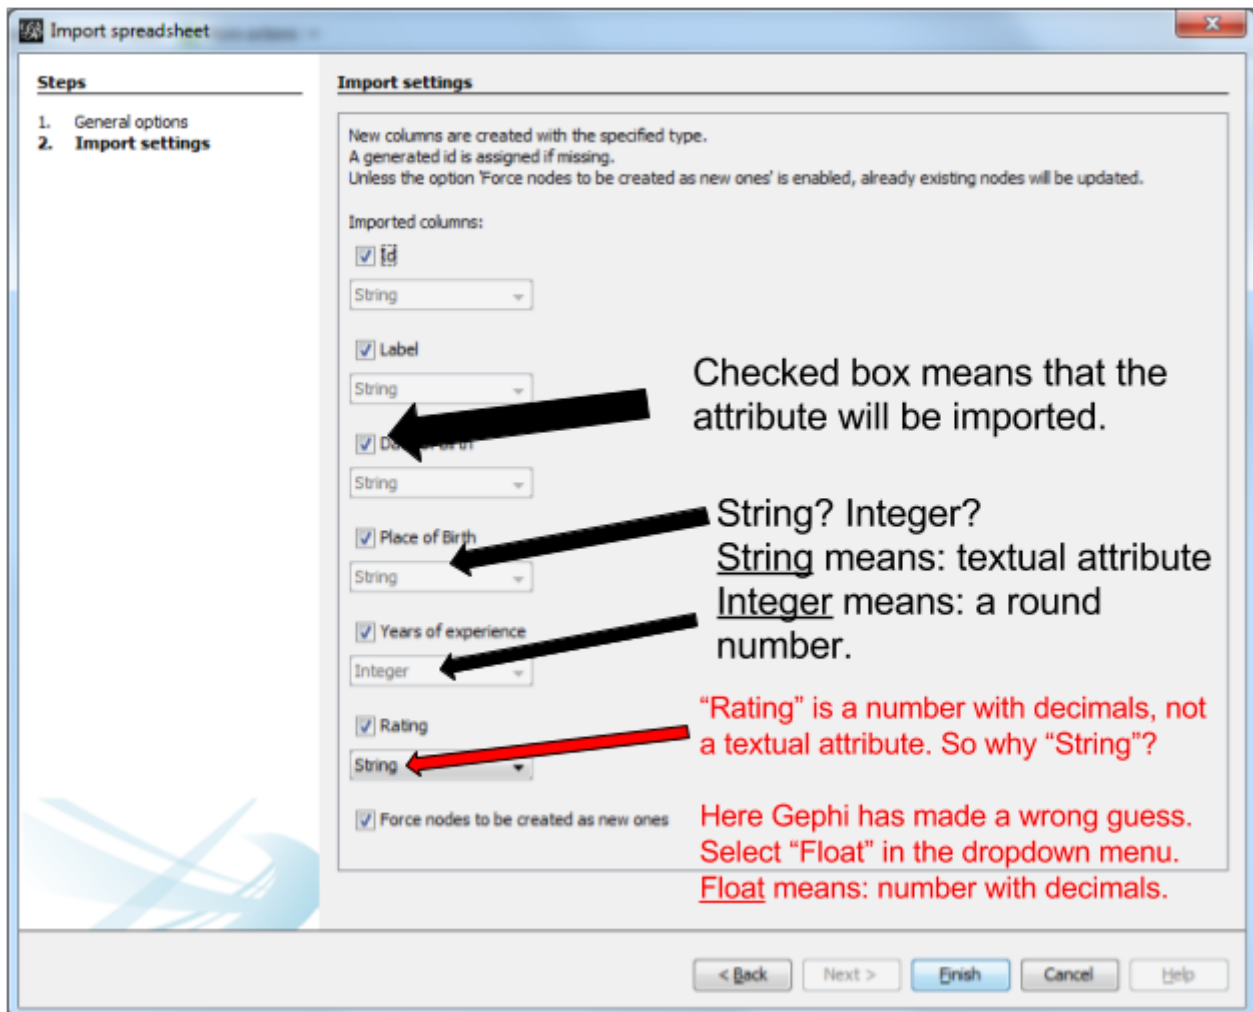 Import spreadsheet
Steps
1. General options
2. Import settings
Import settings
New columns are created with the specified type.
A generated id is assigned if missing.
Unless the option 'Force nodes to be created as new ones' is enabled, already existing nodes will be updated.
Imported columns:
Id
String
Label
String
Birth
String
Place of Birth
String
Years of experience
Integer
Rating
String
Force nodes to be created as new ones
Checked box means that the
attribute will be imported.
String? Integer?
String means: textual attribute
Integer means: a round
number.
“Rating” is a number with decimals, not
a textual attribute. So why “String”?
Here Gephi has made a wrong guess.
Select “Float” in the dropdown menu.
Float means: number with decimals.
< Back
Next >
Finish
Cancel
Help